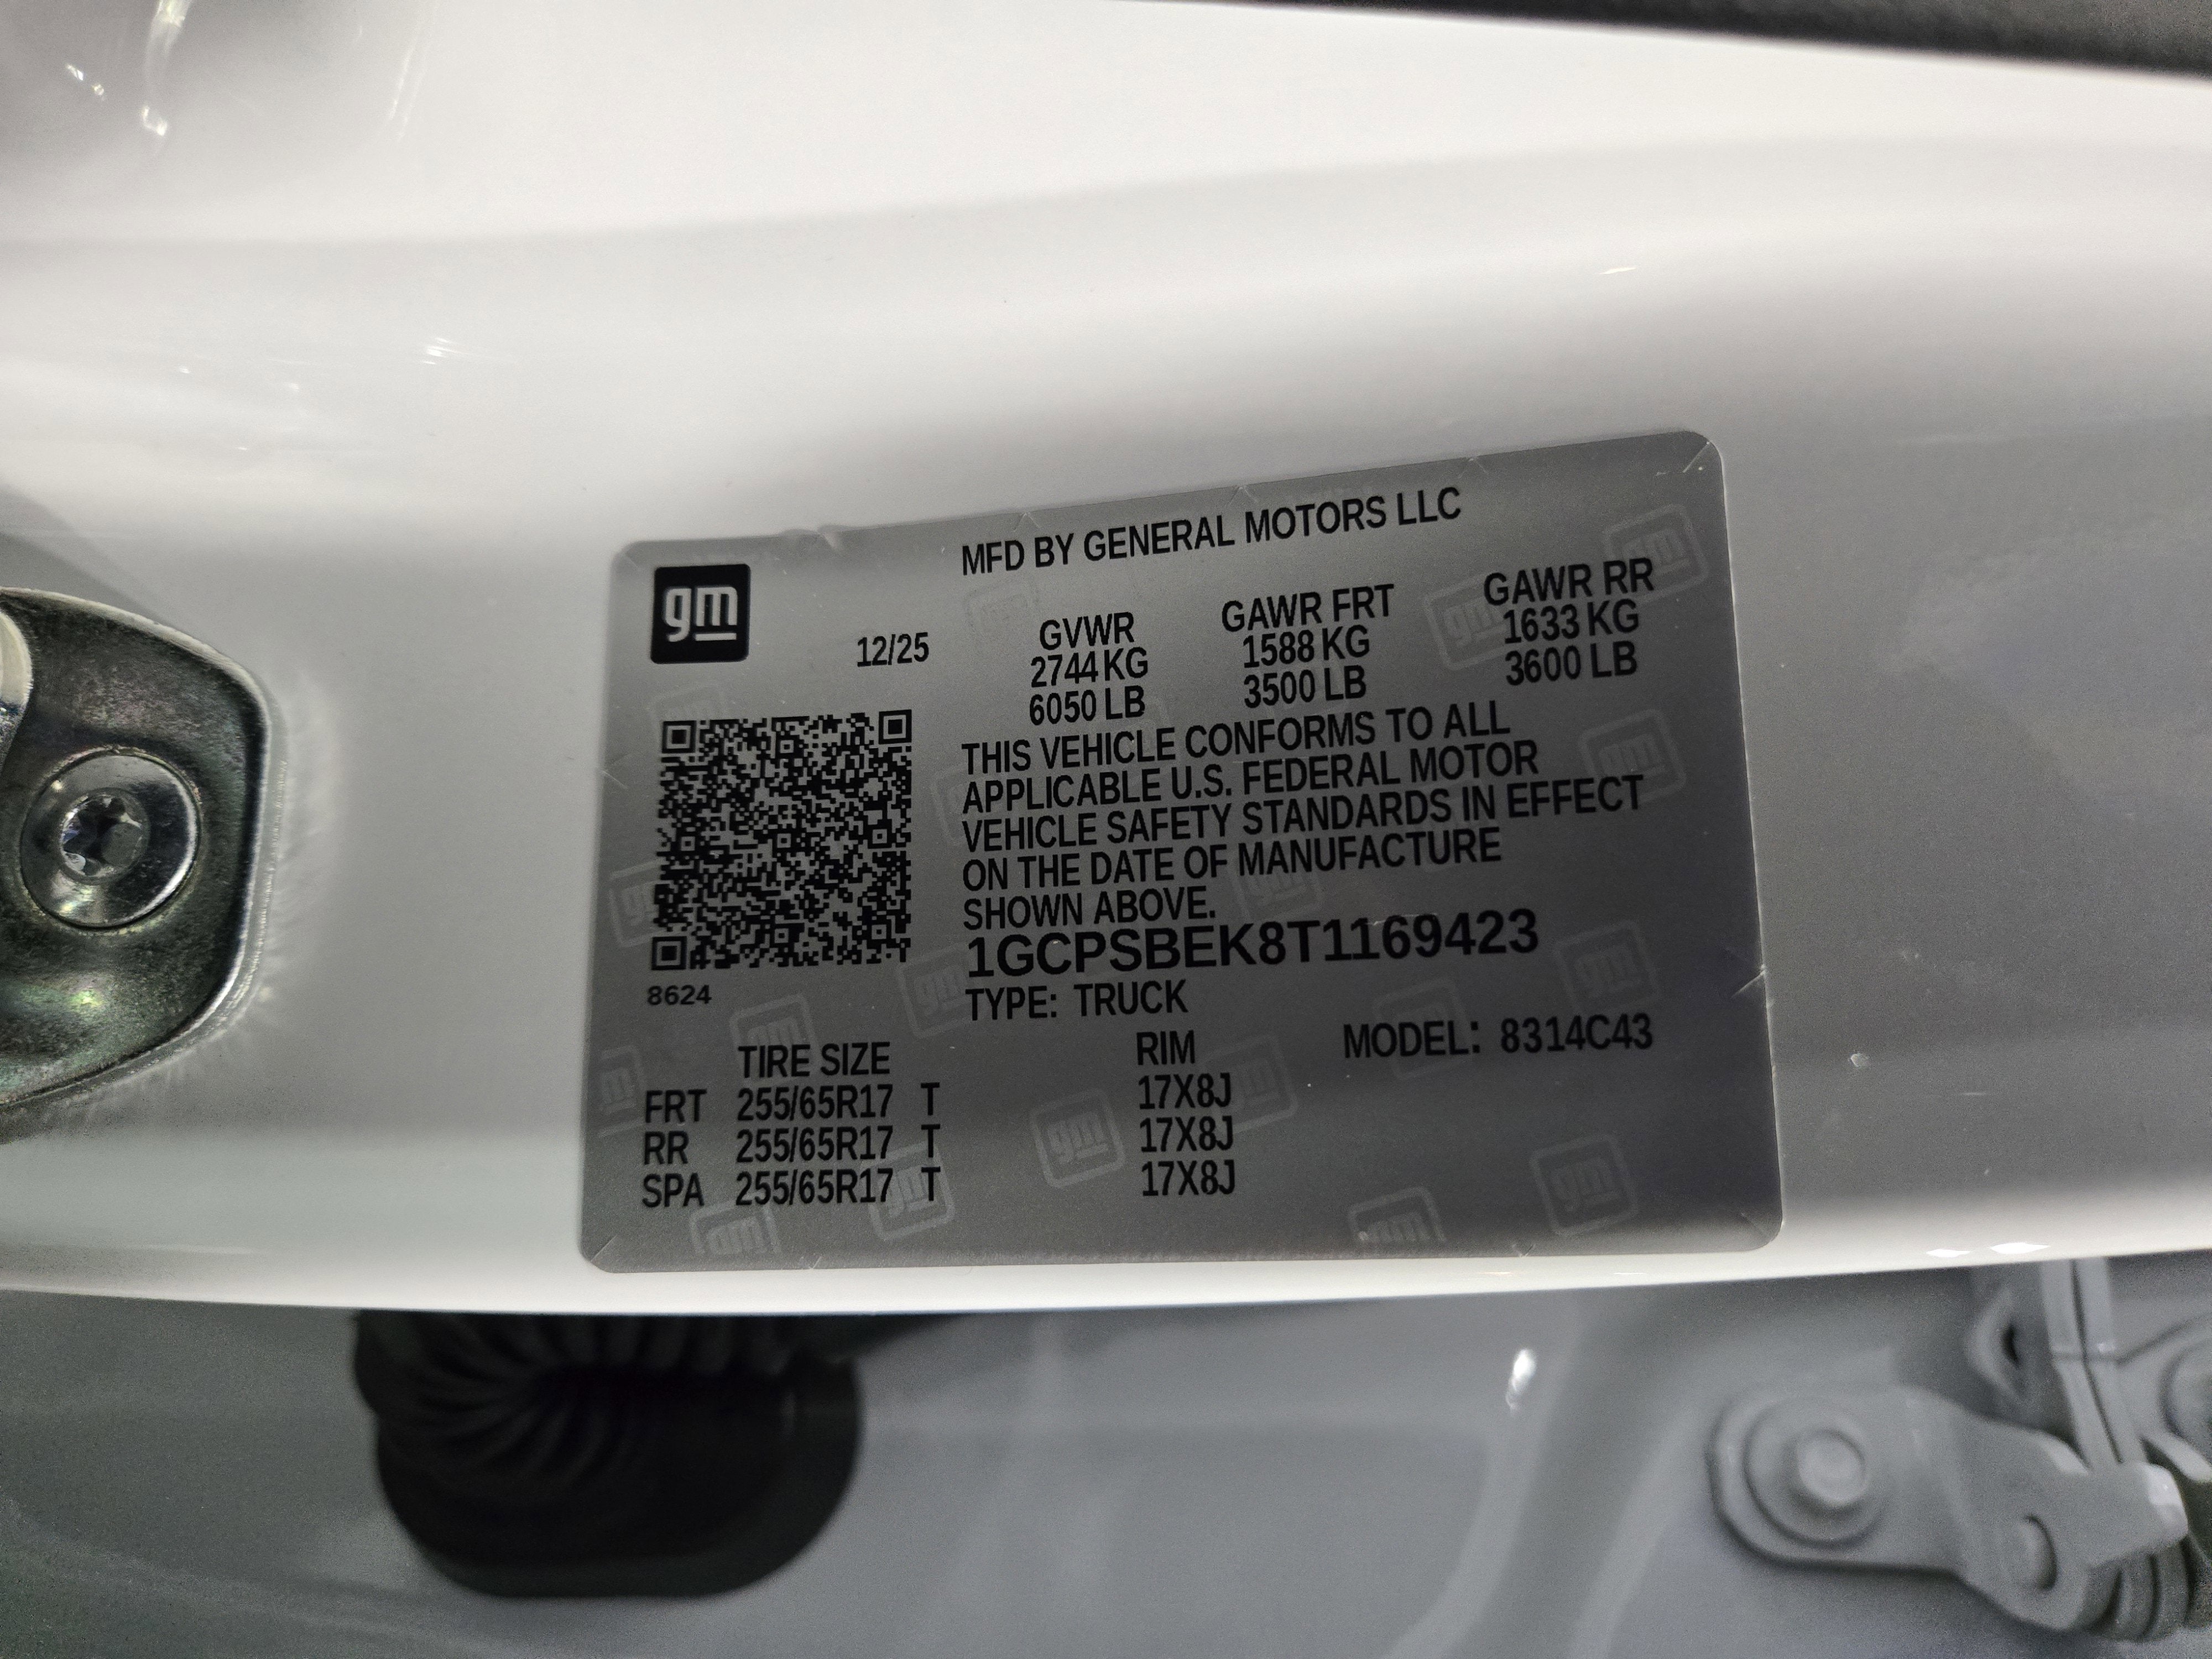 MFD BY GENERAL MOTORS LLC
gm
12/25
GVWR
2744 KG
6050 LB
GAWR FRT
1588 KG
3500 LB
GAWR RR
1633 KG
3600 LB
THIS VEHICLE CONFORMS TO ALL
APPLICABLE U.S. FEDERAL MOTOR
VEHICLE SAFETY STANDARDS IN EFFECT
ON THE DATE OF MANUFACTURE
SHOWN ABOVE.
1GCPSBEK8T1169423
8624
TYPE: TRUCK
MODEL: 8314C43
TIRE SIZE RIM
FRT 255/65R17 T 17X8J
RR 255/65R17 T 17X8J
SPA 255/65R17 T 17X8J